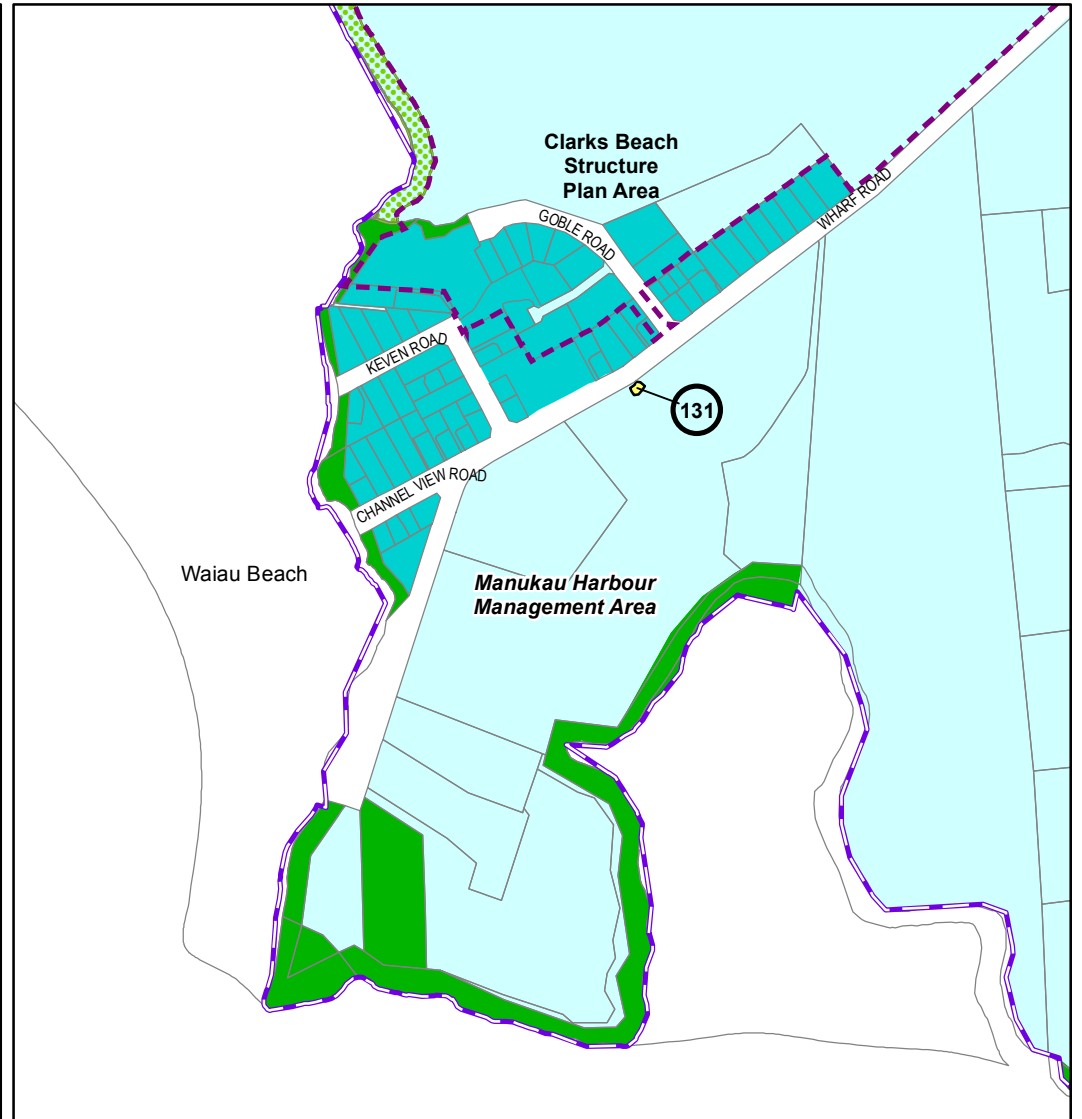 Clarks Beach
Structure
Plan Area
GOBLE ROAD
WHARF ROAD
KEVEN ROAD
131
CHANNEL VIEW ROAD
Waiau Beach
Manukau Harbour
Management Area